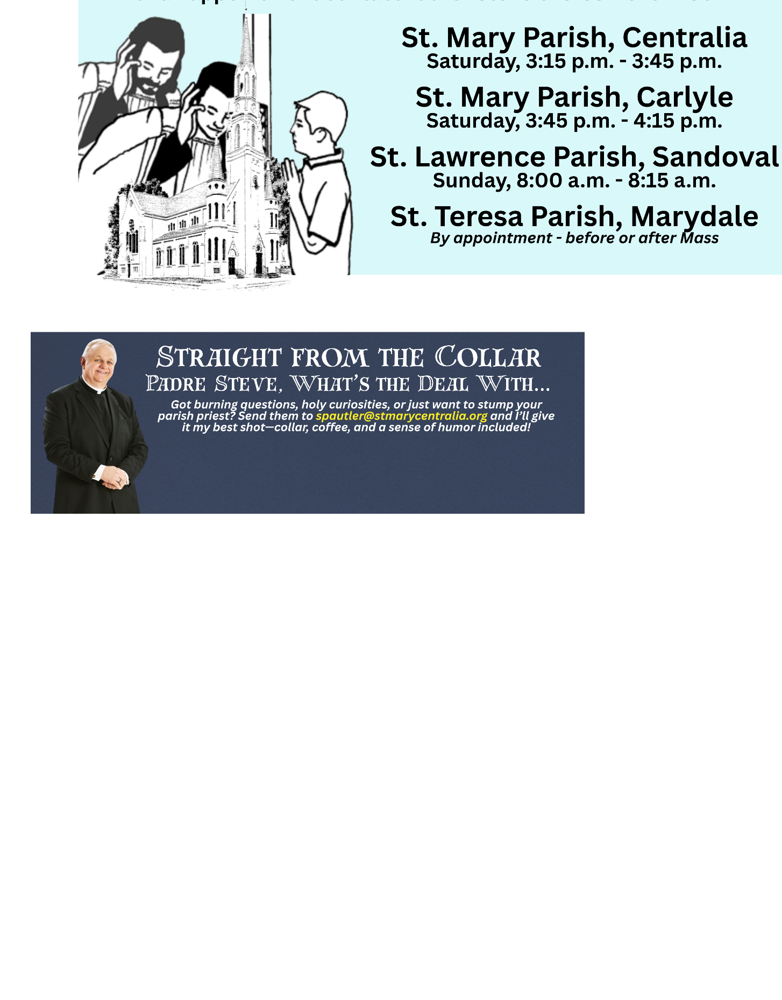 St. Mary Parish, Centralia
Saturday, 3:15 p.m. - 3:45 p.m.
St. Mary Parish, Carlyle
Saturday, 3:45 p.m. - 4:15 p.m.
St. Lawrence Parish, Sandoval
Sunday, 8:00 a.m. - 8:15 a.m.
St. Teresa Parish, Marydale
By appointment - before or after Mass
Straight from the Collar
Padre Steve, What's the Deal With...
Got burning questions, holy curiosities, or just want to stump your
parish priest? Send them to spautler@stmarycentralia.org and I'll give
it my best shot—collar, coffee, and a sense of humor included!